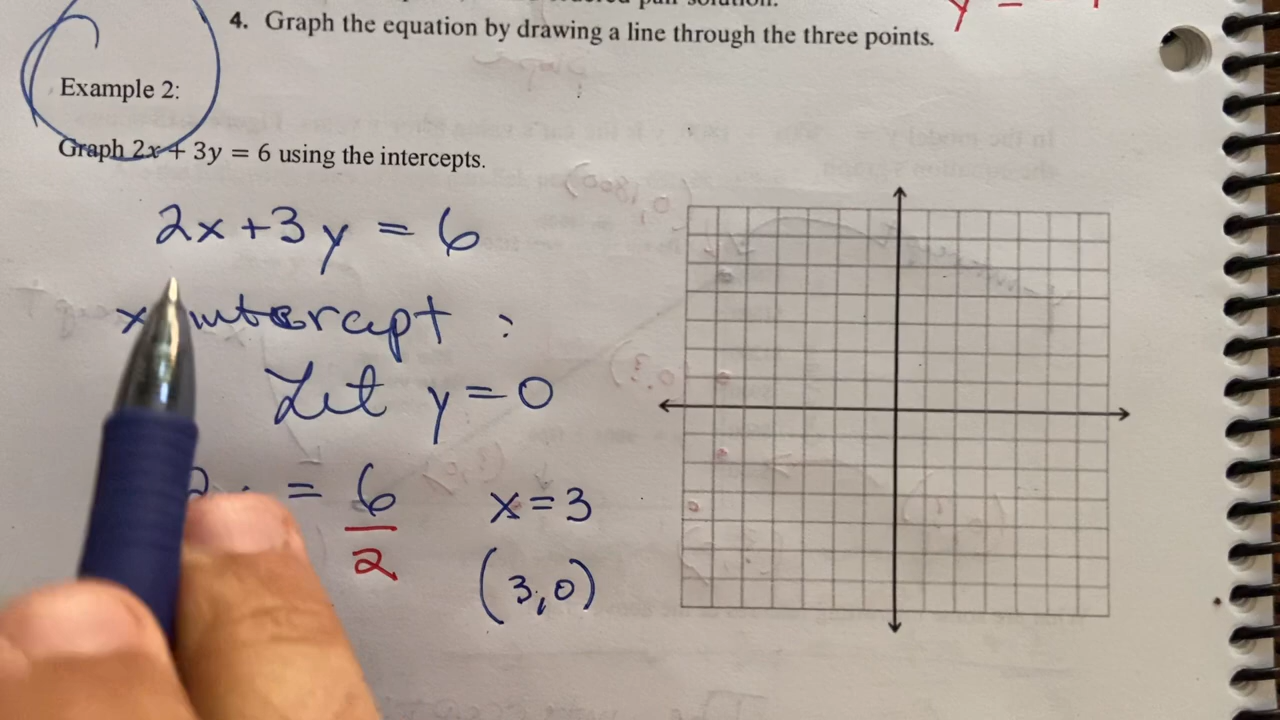 solution.
y =
4. Graph the equation by drawing a line through the three points.
Example 2:
Graph 2x + 3y = 6 using the intercepts.
2x + 3y = 6
x intercept :
Let y = 0
= 6
2
x = 3
(3,0)